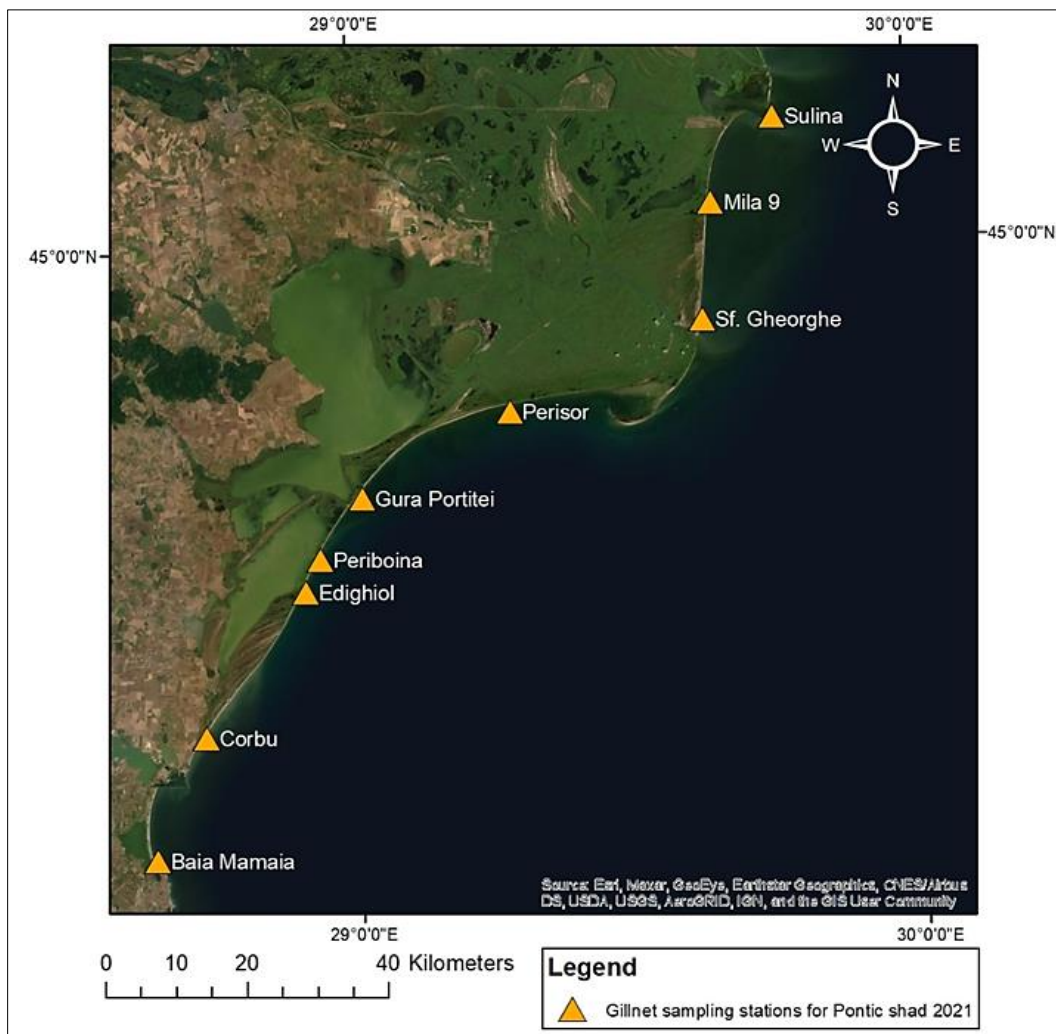 29°0'0"E 30°0'0"E
N
W E
S
Sulina
Mila 9
45°0'0"N 45°0'0"N
Sf. Gheorghe
Perisor
Gura Portitei
Periboina
Edighiol
Corbu
Baia Mamaia
Source: Esri, Maxar, GeoEye, Earthstar Geographics, CNES/Airbus
DS, USDA, USGS, AeroGRID, IGN, and the GIS User Community
29°0'0"E 30°0'0"E
0 10 20 40 Kilometers
Legend
Gillnet sampling stations for Pontic shad 2021